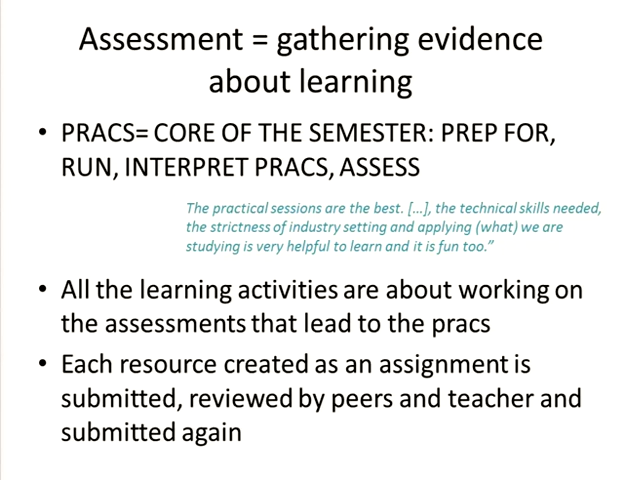 Assessment = gathering evidence
about learning
• PRACS= CORE OF THE SEMESTER: PREP FOR,
RUN, INTERPRET PRACS, ASSESS
The practical sessions are the best. […], the technical skills needed,
the strictness of industry setting and applying (what) we are
studying is very helpful to learn and it is fun too.”
• All the learning activities are about working on
the assessments that lead to the pracs
• Each resource created as an assignment is
submitted, reviewed by peers and teacher and
submitted again